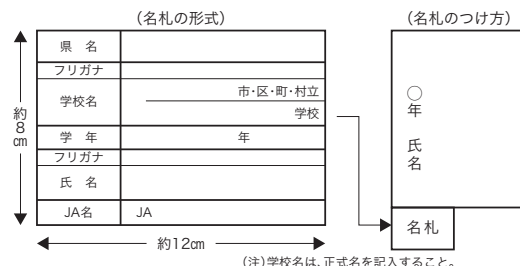 (名札の形式)
県 名
フリガナ
学校名
市・区・町・村立
学校
学 年
年
フリガナ
氏 名
JA名
JA
約8㎝
約12㎝
(名札のつけ方)
○年 氏名
名札
(注)学校名は、正式名を記入すること。